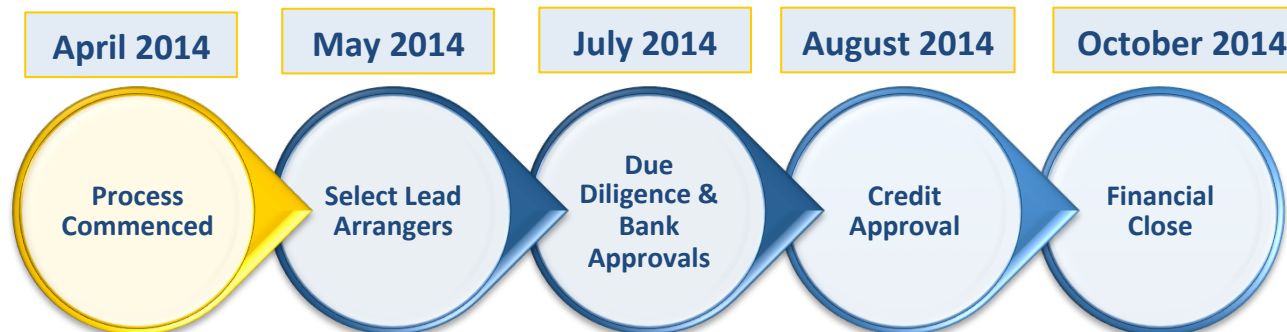 April 2014
May 2014
July 2014
August 2014
October 2014
Process
Commenced
Select Lead
Arrangers
Due
Diligence &
Bank
Approvals
Credit
Approval
Financial
Close